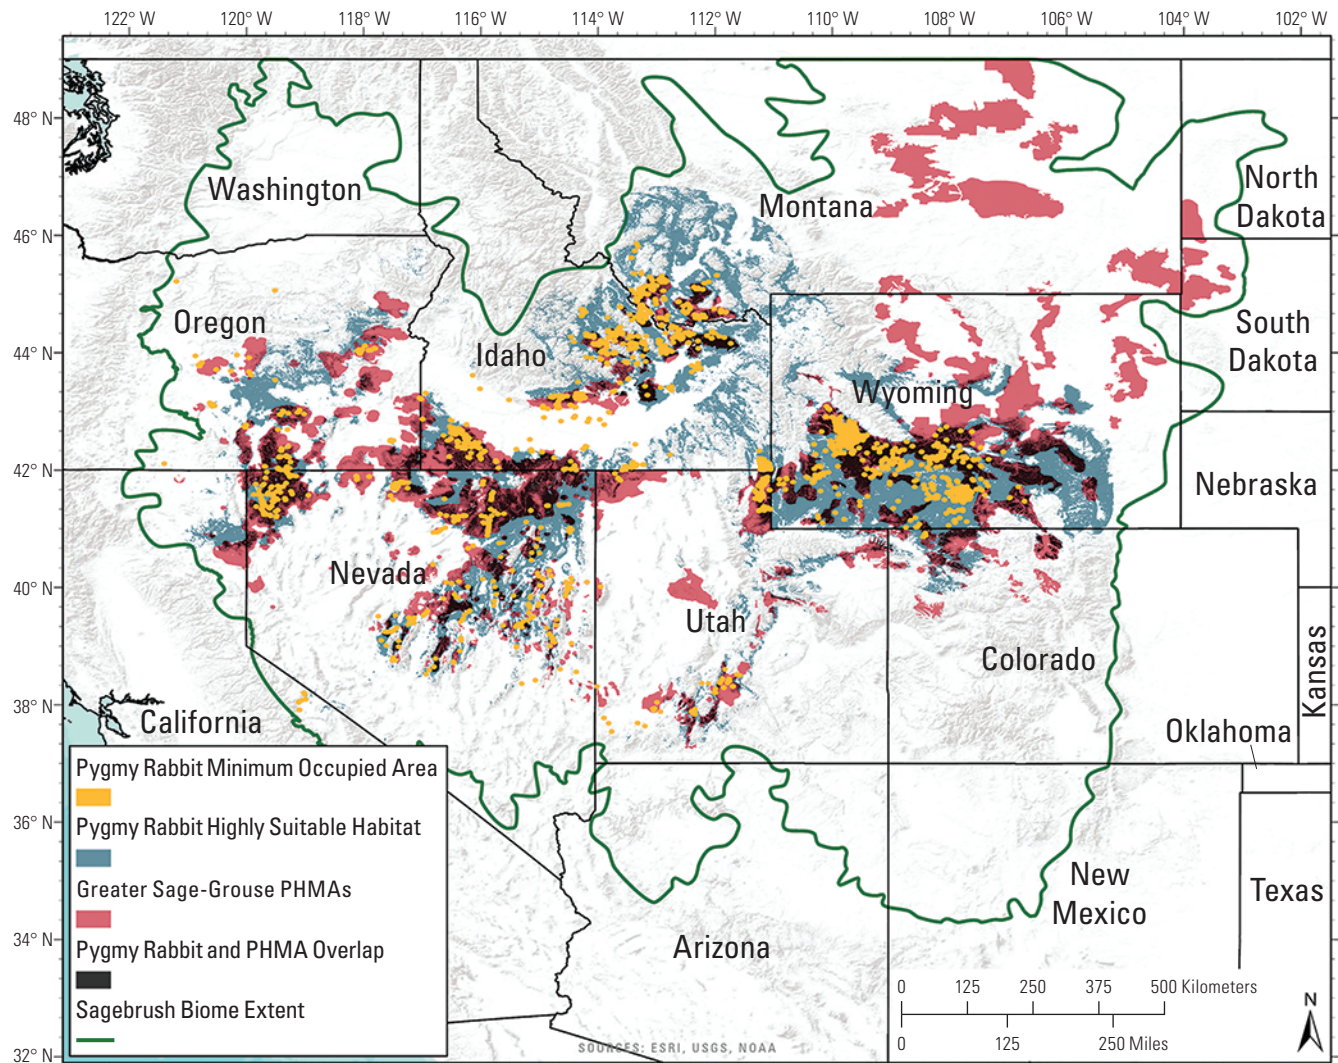 122° W 120° W 118° W 116° W 114° W 112° W 110° W 108° W 106° W 104° W 102° W
48° N
46° N
44° N
42° N
40° N
38° N
36° N
34° N
32° N
Washington
Montana
North
Dakota
Oregon
Idaho
Wyoming
South
Dakota
Nebraska
Nevada
Utah
Colorado
Kansas
California
Oklahoma
New
Mexico
Texas
Arizona
Pygmy Rabbit Minimum Occupied Area
Pygmy Rabbit Highly Suitable Habitat
Greater Sage-Grouse PHMAs
Pygmy Rabbit and PHMA Overlap
Sagebrush Biome Extent
0 125 250 375 500 Kilometers
0 125 250 Miles
N
SOURCES: ESRI, USGS, NOAA